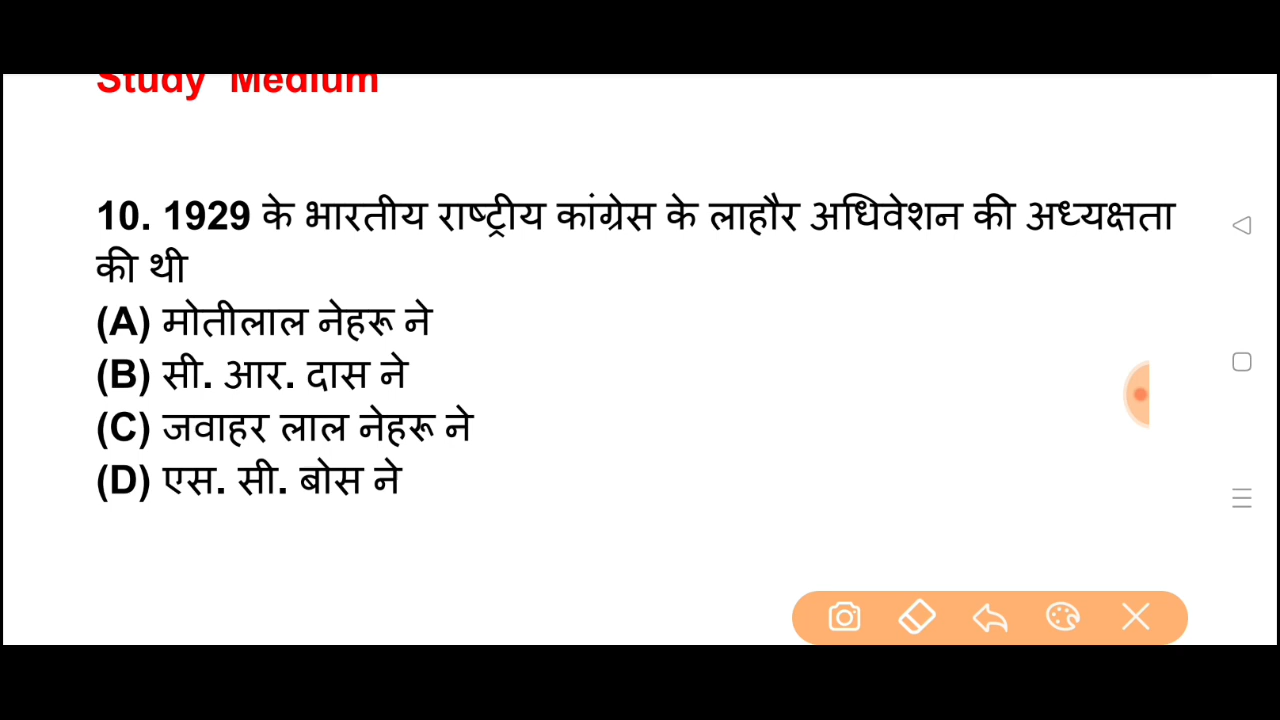 Study Medium
10. 1929 के भारतीय राष्ट्रीय कांग्रेस के लाहौर अधिवेशन की अध्यक्षता
की थी
(A) मोतीलाल नेहरू ने
(B) सी. आर. दास ने
(C) जवाहर लाल नेहरू ने
(D) एस. सी. बोस ने